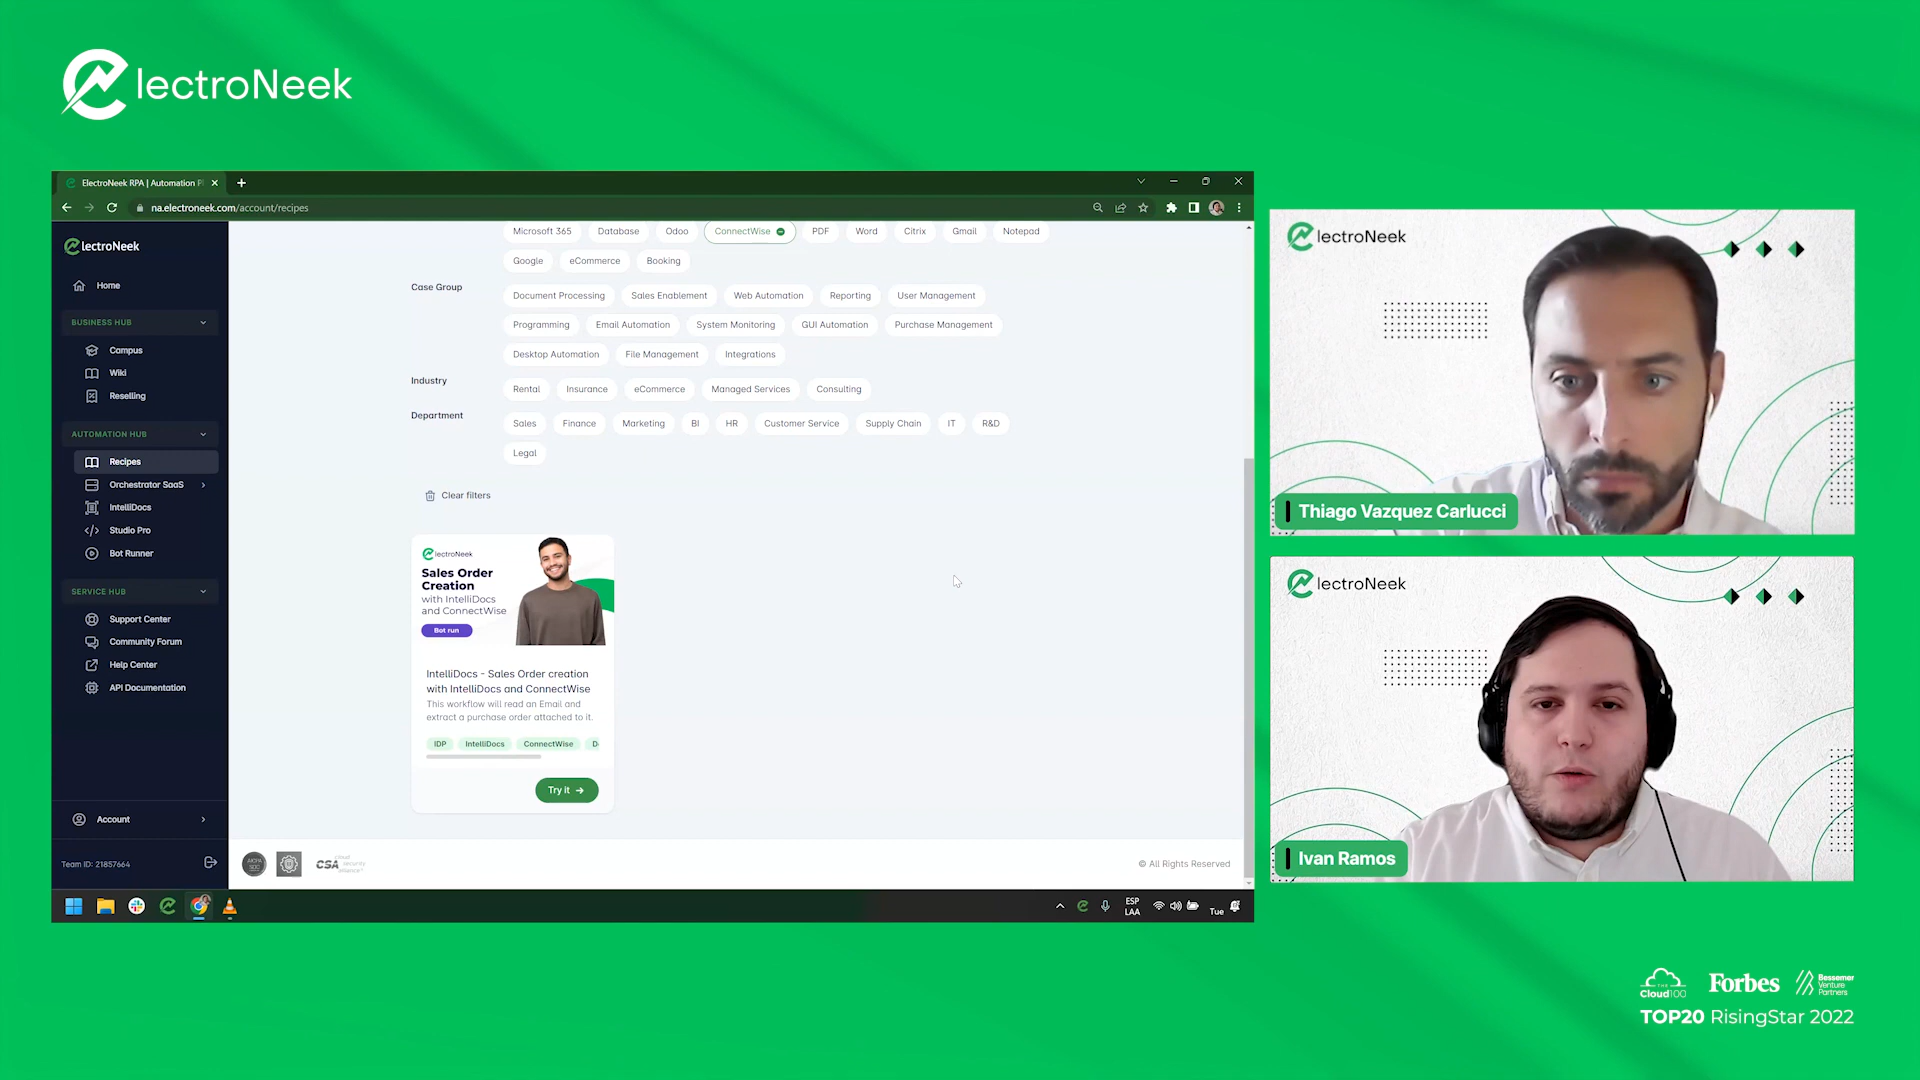 lectroNeek
ElectroNeek RPA | Automation P
na.electroneek.com/account/recipes
lectroNeek
Home
BUSINESS HUB
Campus
Wiki
Reselling
AUTOMATION HUB
Recipes
Orchestrator SaaS
IntelliDocs
Studio Pro
Bot Runner
SERVICE HUB
Support Center
Community Forum
Help Center
API Documentation
Account
Team ID: 21857664
Microsoft 365 Database Odoo ConnectWise PDF Word Citrix Gmail Notepad
Google eCommerce Booking
Case Group
Document Processing Sales Enablement Web Automation Reporting User Management
Programming Email Automation System Monitoring GUI Automation Purchase Management
Desktop Automation File Management Integrations
Industry
Rental Insurance eCommerce Managed Services Consulting
Department
Sales Finance Marketing BI HR Customer Service Supply Chain IT R&D
Legal
Clear filters
lectroNeek
Sales Order
Creation
with IntelliDocs
and ConnectWise
Bot run
IntelliDocs - Sales Order creation
with IntelliDocs and ConnectWise
This workflow will read an Email and
extract a purchase order attached to it.
IDP IntelliDocs ConnectWise D
Try it
AICPA
SOC
CSA cloud
security
alliance
© All Rights Reserved
ESP
LAA
Tue
lectroNeek
Thiago Vazquez Carlucci
lectroNeek
Ivan Ramos
THE
Cloud100
Forbes
Bessemer
Venture
Partners
TOP20 RisingStar 2022